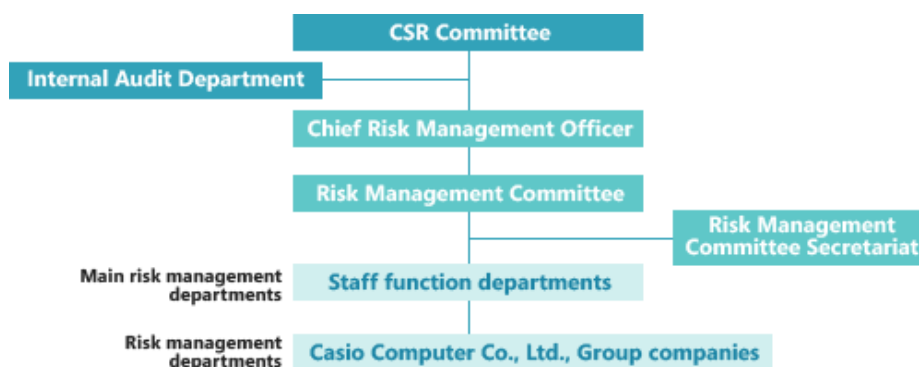 CSR Committee
Internal Audit Department
Chief Risk Management Officer
Risk Management Committee
Risk Management
Committee Secretariat
Main risk management
departments
Staff function departments
Risk management
departments
Casio Computer Co., Ltd., Group companies